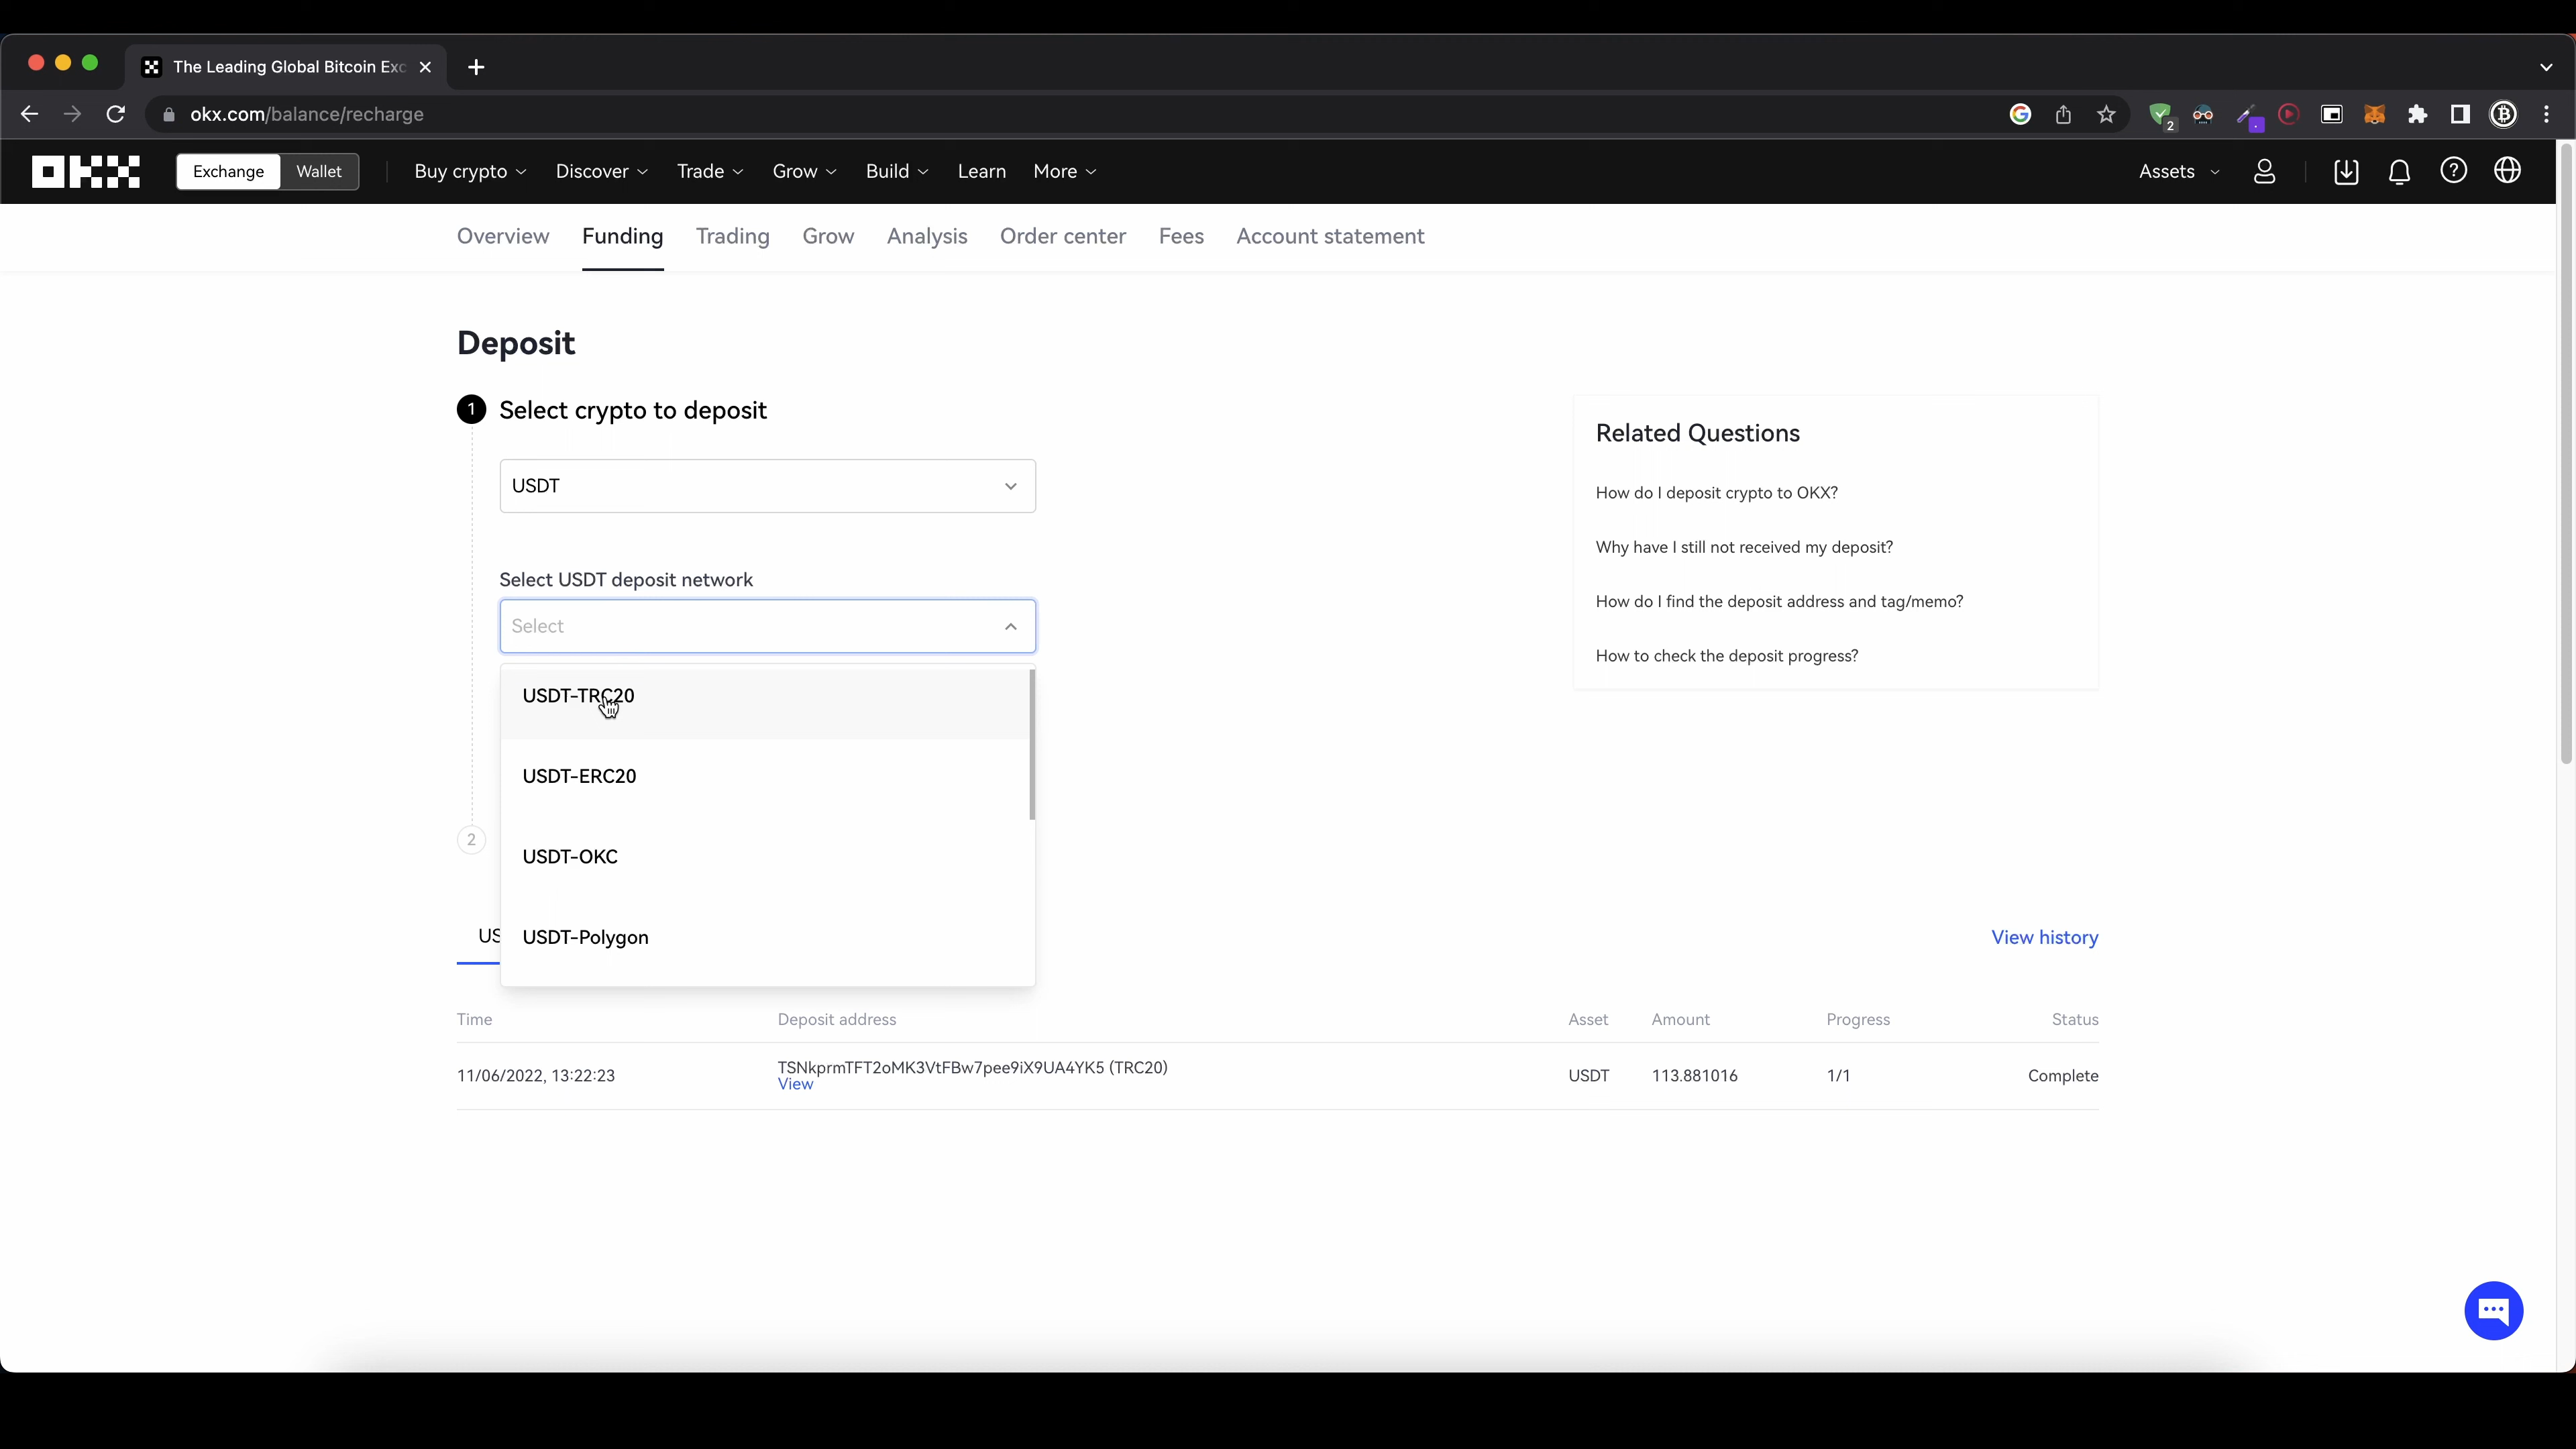 The Leading Global Bitcoin Exc
okx.com/balance/recharge
2
OKX
Exchange
Wallet
Buy crypto
Discover
Trade
Grow
Build
Learn
More
Assets
Overview
Funding
Trading
Grow
Analysis
Order center
Fees
Account statement
Deposit
1
Select crypto to deposit
USDT
Select USDT deposit network
Select
USDT-TRC20
USDT-ERC20
USDT-OKC
USDT-Polygon
2
US
Related Questions
How do I deposit crypto to OKX?
Why have I still not received my deposit?
How do I find the deposit address and tag/memo?
How to check the deposit progress?
View history
Time
Deposit address
Asset
Amount
Progress
Status
11/06/2022, 13:22:23
TSNkprmTFT2oMK3VtFBw7pee9iX9UA4YK5 (TRC20)
View
USDT
113.881016
1/1
Complete